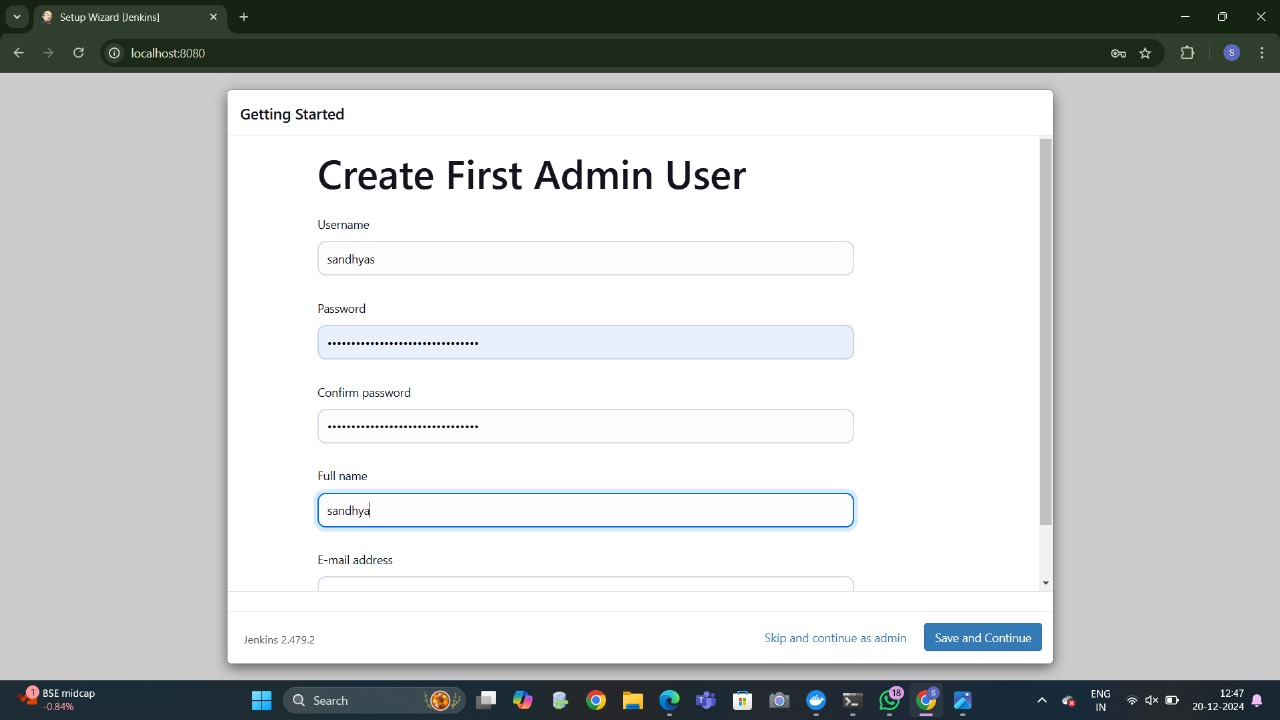 Setup Wizard [Jenkins]
localhost:8080
S
Getting Started
Create First Admin User
Username
sandhyas
Password
••••••••••••••••••••••••••••••••
Confirm password
••••••••••••••••••••••••••••••••
Full name
sandhya
E-mail address
Jenkins 2.479.2
Skip and continue as admin
Save and Continue
1
BSE midcap
-0.84%
Search
18
S
ENG
IN
12:47
20-12-2024